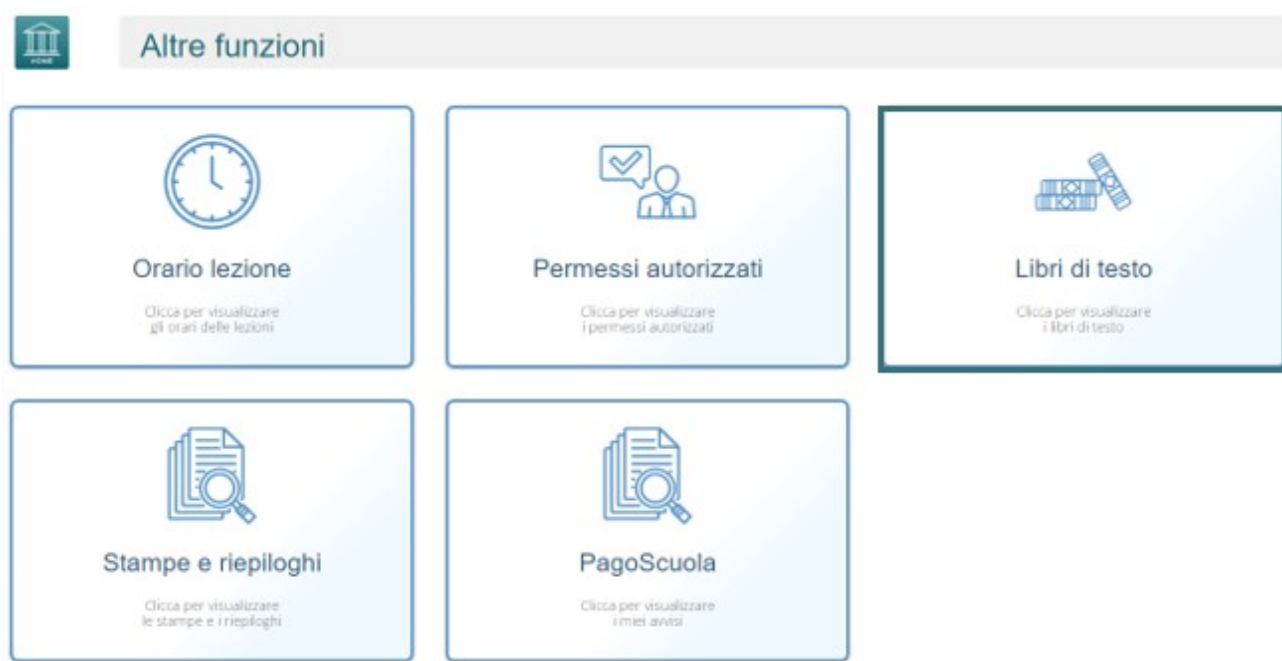 HOME
Altre funzioni
Orario lezione
Clicca per visualizzare
gli orari delle lezioni
Permessi autorizzati
Clicca per visualizzare
i permessi autorizzati
Libri di testo
Clicca per visualizzare
i libri di testo
Stampe e riepiloghi
Clicca per visualizzare
le stampe e i riepiloghi
PagoScuola
Clicca per visualizzare
i miei avvisi